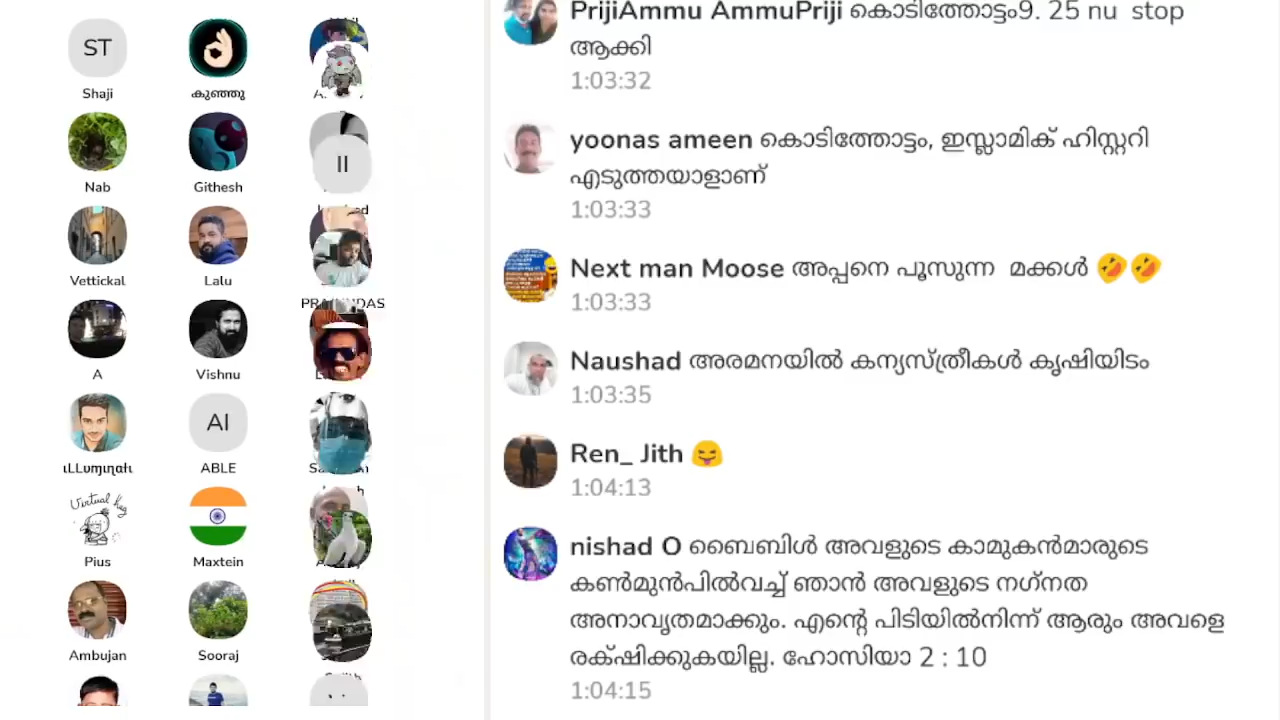 ST
Shaji
കുഞ്ഞു
Nab
Githesh
II
Vettickal
Lalu
A
Vishnu
ιLLυɱιɳαƚι
AI
ABLE
Virtual Hug
Pius
Maxtein
Ambujan
Sooraj
PrijiAmmu AmmuPriji കൊടിത്തോട്ടം9. 25 nu stop
ആക്കി
1:03:32
yoonas ameen കൊടിത്തോട്ടം, ഇസ്ലാമിക് ഹിസ്റ്ററി
എടുത്തയാളാണ്
1:03:33
Next man Moose അപ്പനെ പൂസുന്ന മക്കൾ 🤣🤣
1:03:33
Naushad അരമനയിൽ കന്യസ്ത്രീകൾ കൃഷിയിടം
1:03:35
Ren_ Jith 😝
1:04:13
nishad O ബൈബിൾ അവളുടെ കാമുകൻമാരുടെ
കൺമുൻപിൽവച്ച് ഞാൻ അവളുടെ നഗ്‌നത
അനാവൃതമാക്കും. എന്റെ പിടിയിൽനിന്ന് ആരും അവളെ
രക്‌ഷിക്കുകയില്ല. ഹോസിയാ 2 : 10
1:04:15